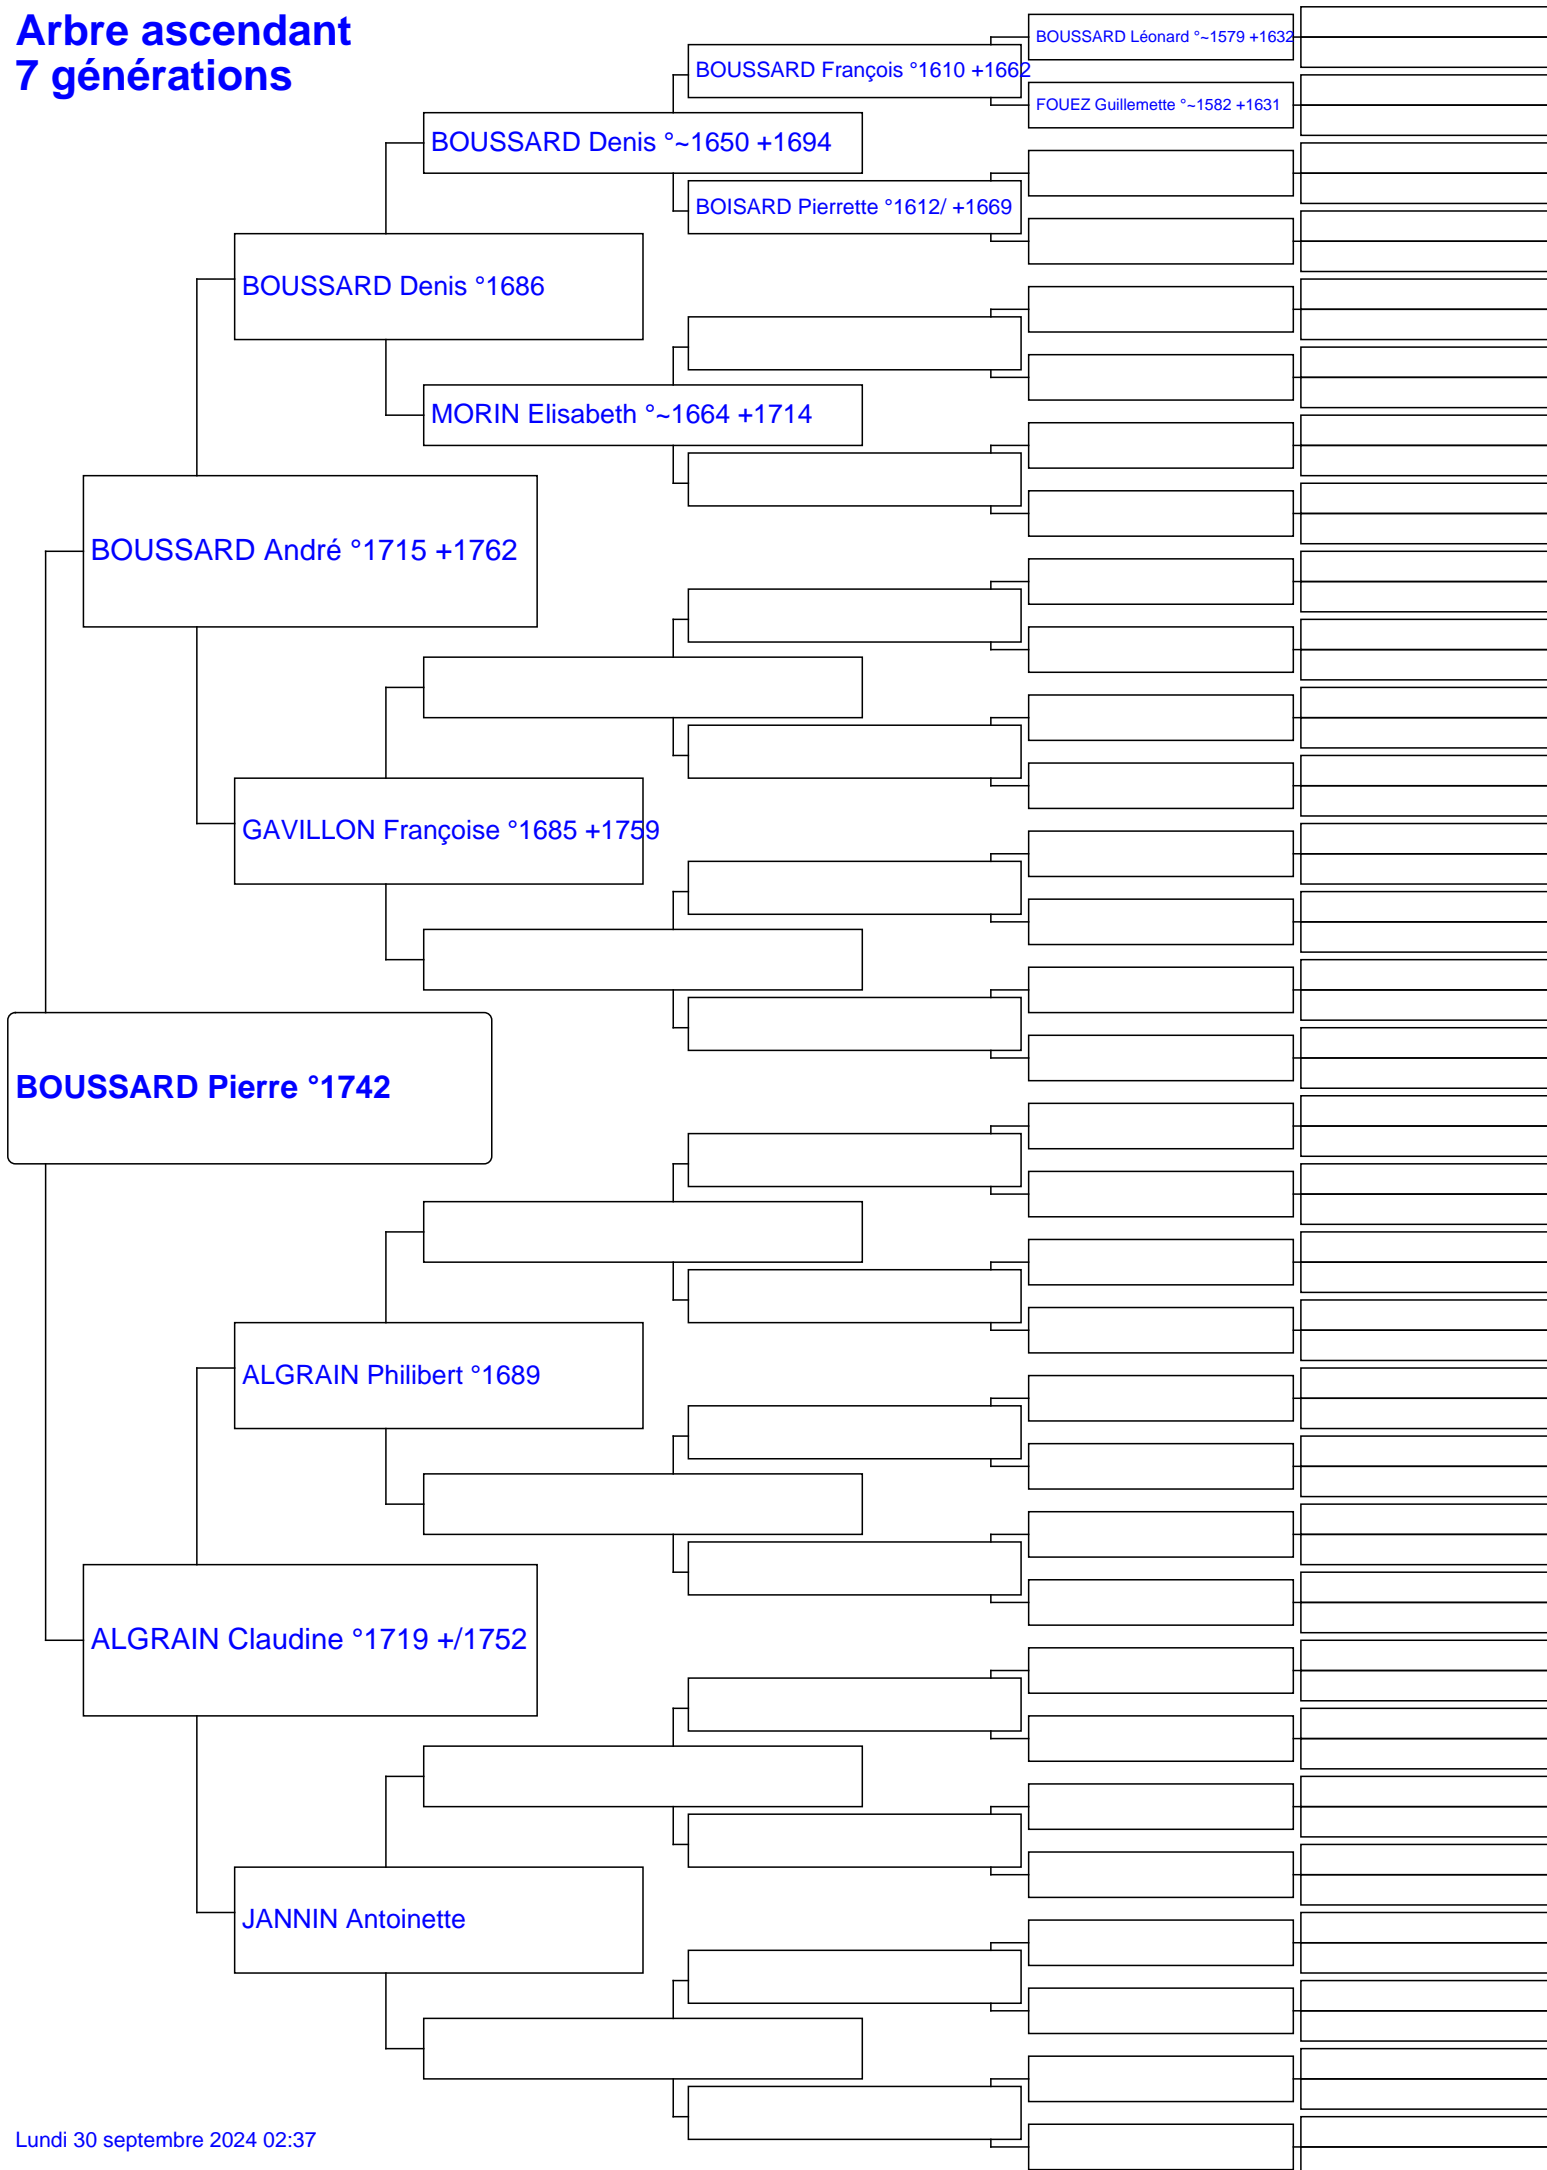 Arbre ascendant
7 générations
BOUSSARD Léonard °~1579 +1632
BOUSSARD François °1610 +1662
FOUEZ Guillemette °~1582 +1631
BOUSSARD Denis °~1650 +1694
BOISARD Pierrette °1612/ +1669
BOUSSARD Denis °1686
MORIN Elisabeth °~1664 +1714
BOUSSARD André °1715 +1762
GAVILLON Françoise °1685 +1759
BOUSSARD Pierre °1742
ALGRAIN Philibert °1689
ALGRAIN Claudine °1719 +/1752
JANNIN Antoinette
Lundi 30 septembre 2024 02:37